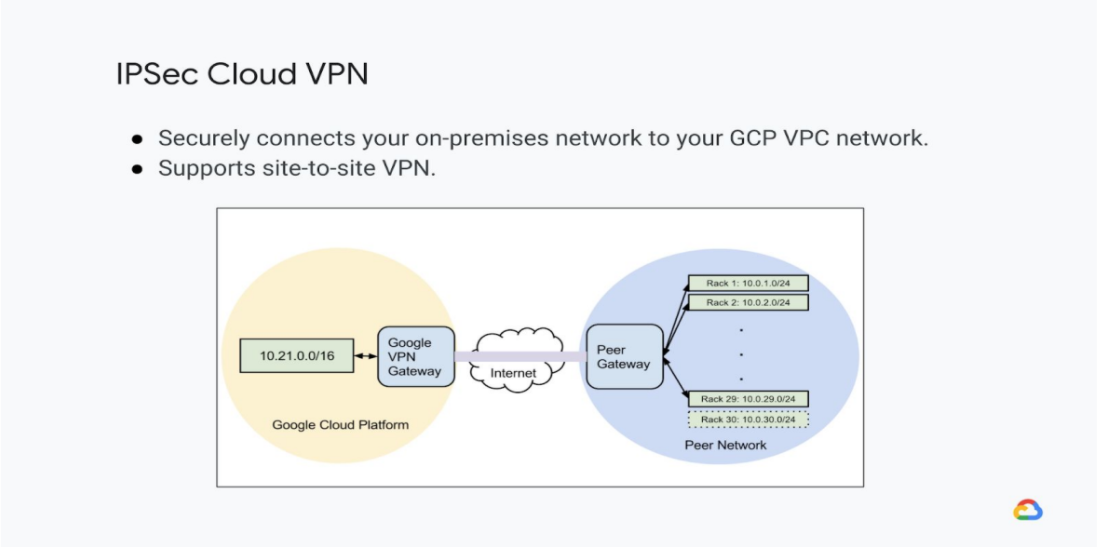 IPSec Cloud VPN
● Securely connects your on-premises network to your GCP VPC network.
● Supports site-to-site VPN.
10.21.0.0/16
Google
VPN
Gateway
Google Cloud Platform
Internet
Peer
Gateway
Rack 1: 10.0.1.0/24
Rack 2: 10.0.2.0/24
.
.
.
Rack 29: 10.0.29.0/24
Rack 30: 10.0.30.0/24
Peer Network